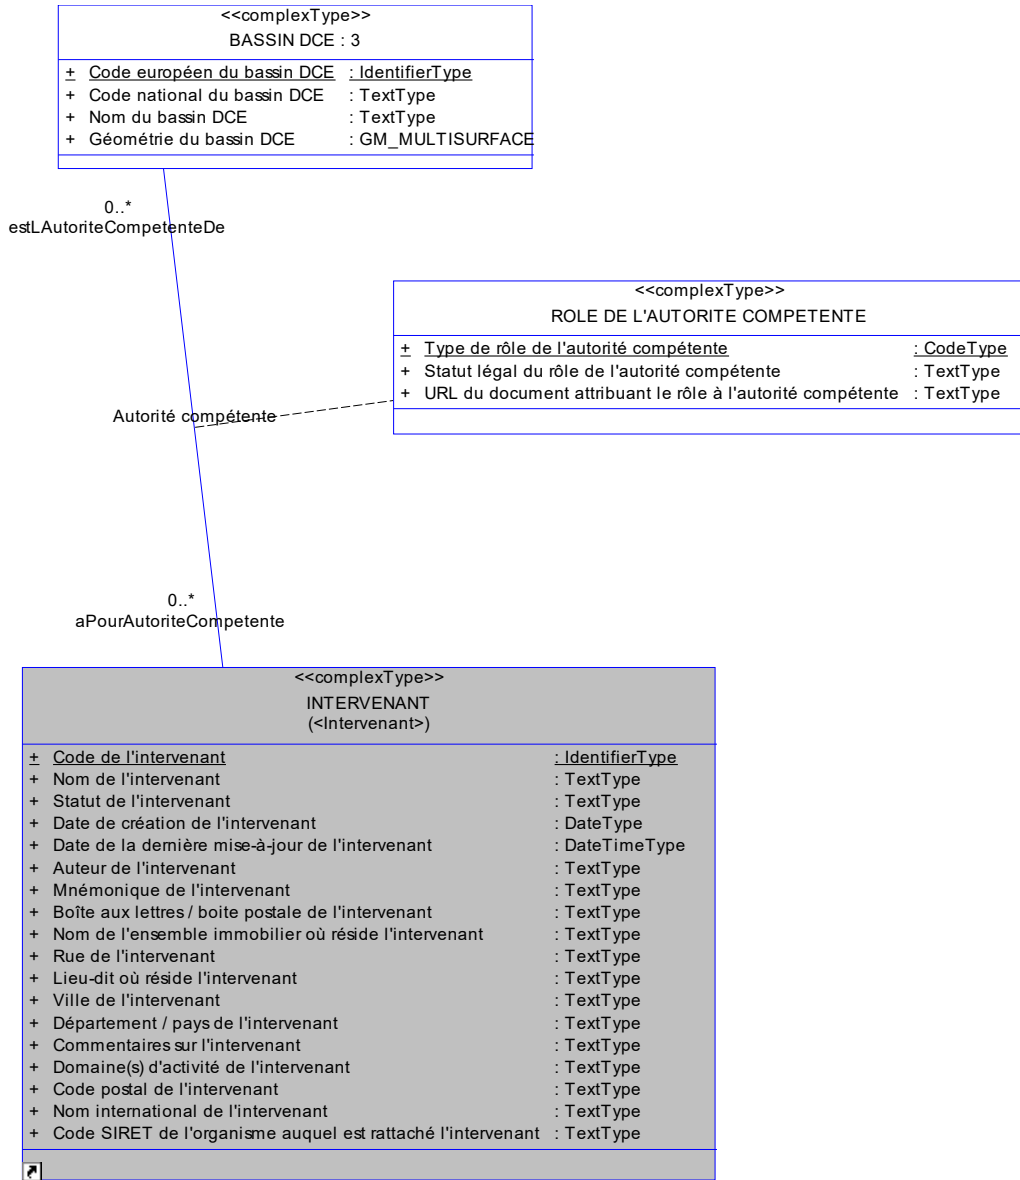 <<complexType>>
BASSIN DCE : 3
+ Code européen du bassin DCE : IdentifierType
+ Code national du bassin DCE : TextType
+ Nom du bassin DCE : TextType
+ Géométrie du bassin DCE : GM_MULTISURFACE
0..*
estLAutoriteCompetenteDe
<<complexType>>
ROLE DE L'AUTORITE COMPETENTE
+ Type de rôle de l'autorité compétente : CodeType
+ Statut légal du rôle de l'autorité compétente : TextType
+ URL du document attribuant le rôle à l'autorité compétente : TextType
Autorité compétente
0..*
aPourAutoriteCompetente
<<complexType>>
INTERVENANT
(<Intervenant>)
+ Code de l'intervenant : IdentifierType
+ Nom de l'intervenant : TextType
+ Statut de l'intervenant : TextType
+ Date de création de l'intervenant : DateType
+ Date de la dernière mise-à-jour de l'intervenant : DateTimeType
+ Auteur de l'intervenant : TextType
+ Mnémonique de l'intervenant : TextType
+ Boîte aux lettres / boite postale de l'intervenant : TextType
+ Nom de l'ensemble immobilier où réside l'intervenant : TextType
+ Rue de l'intervenant : TextType
+ Lieu-dit où réside l'intervenant : TextType
+ Ville de l'intervenant : TextType
+ Département / pays de l'intervenant : TextType
+ Commentaires sur l'intervenant : TextType
+ Domaine(s) d'activité de l'intervenant : TextType
+ Code postal de l'intervenant : TextType
+ Nom international de l'intervenant : TextType
+ Code SIRET de l'organisme auquel est rattaché l'intervenant : TextType